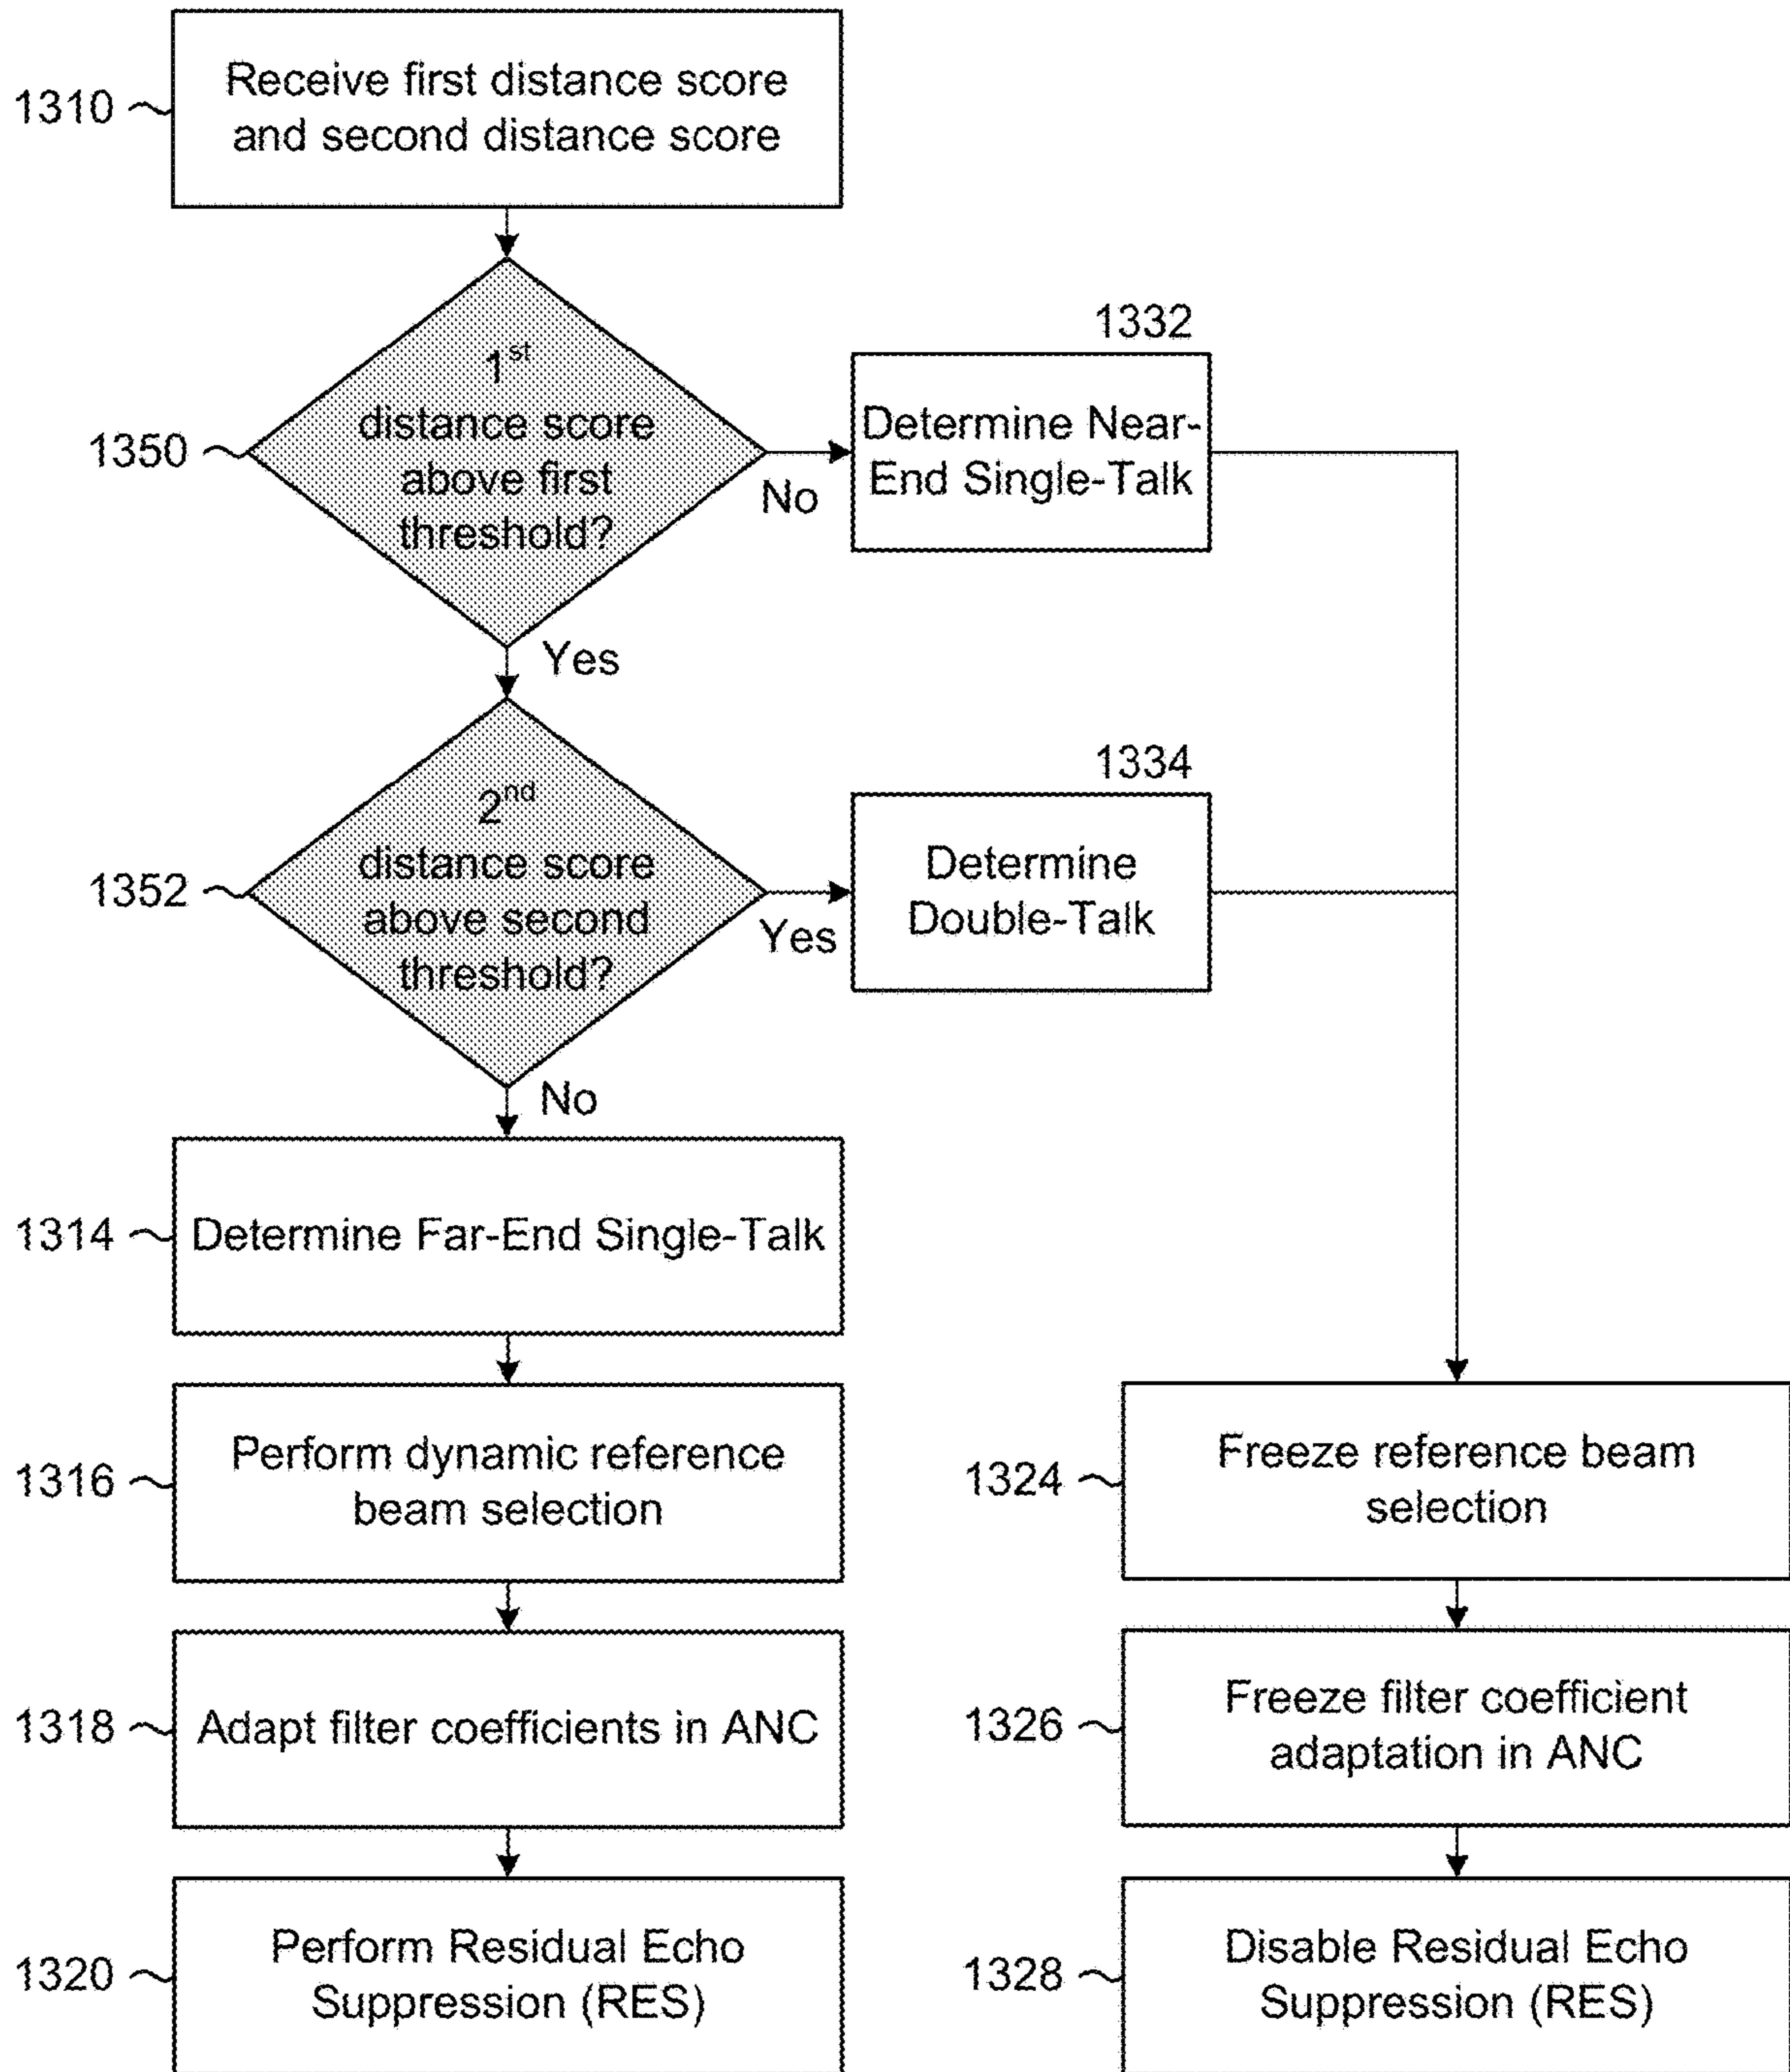 1310
Receive first distance score
and second distance score
1350
1st
distance score
above first
threshold?
No
1332
Determine Near-
End Single-Talk
Yes
1352
2nd
distance score
above second
threshold?
Yes
1334
Determine
Double-Talk
No
1314
Determine Far-End Single-Talk
1316
Perform dynamic reference
beam selection
1324
Freeze reference beam
selection
1318
Adapt filter coefficients in ANC
1326
Freeze filter coefficient
adaptation in ANC
1320
Perform Residual Echo
Suppression (RES)
1328
Disable Residual Echo
Suppression (RES)